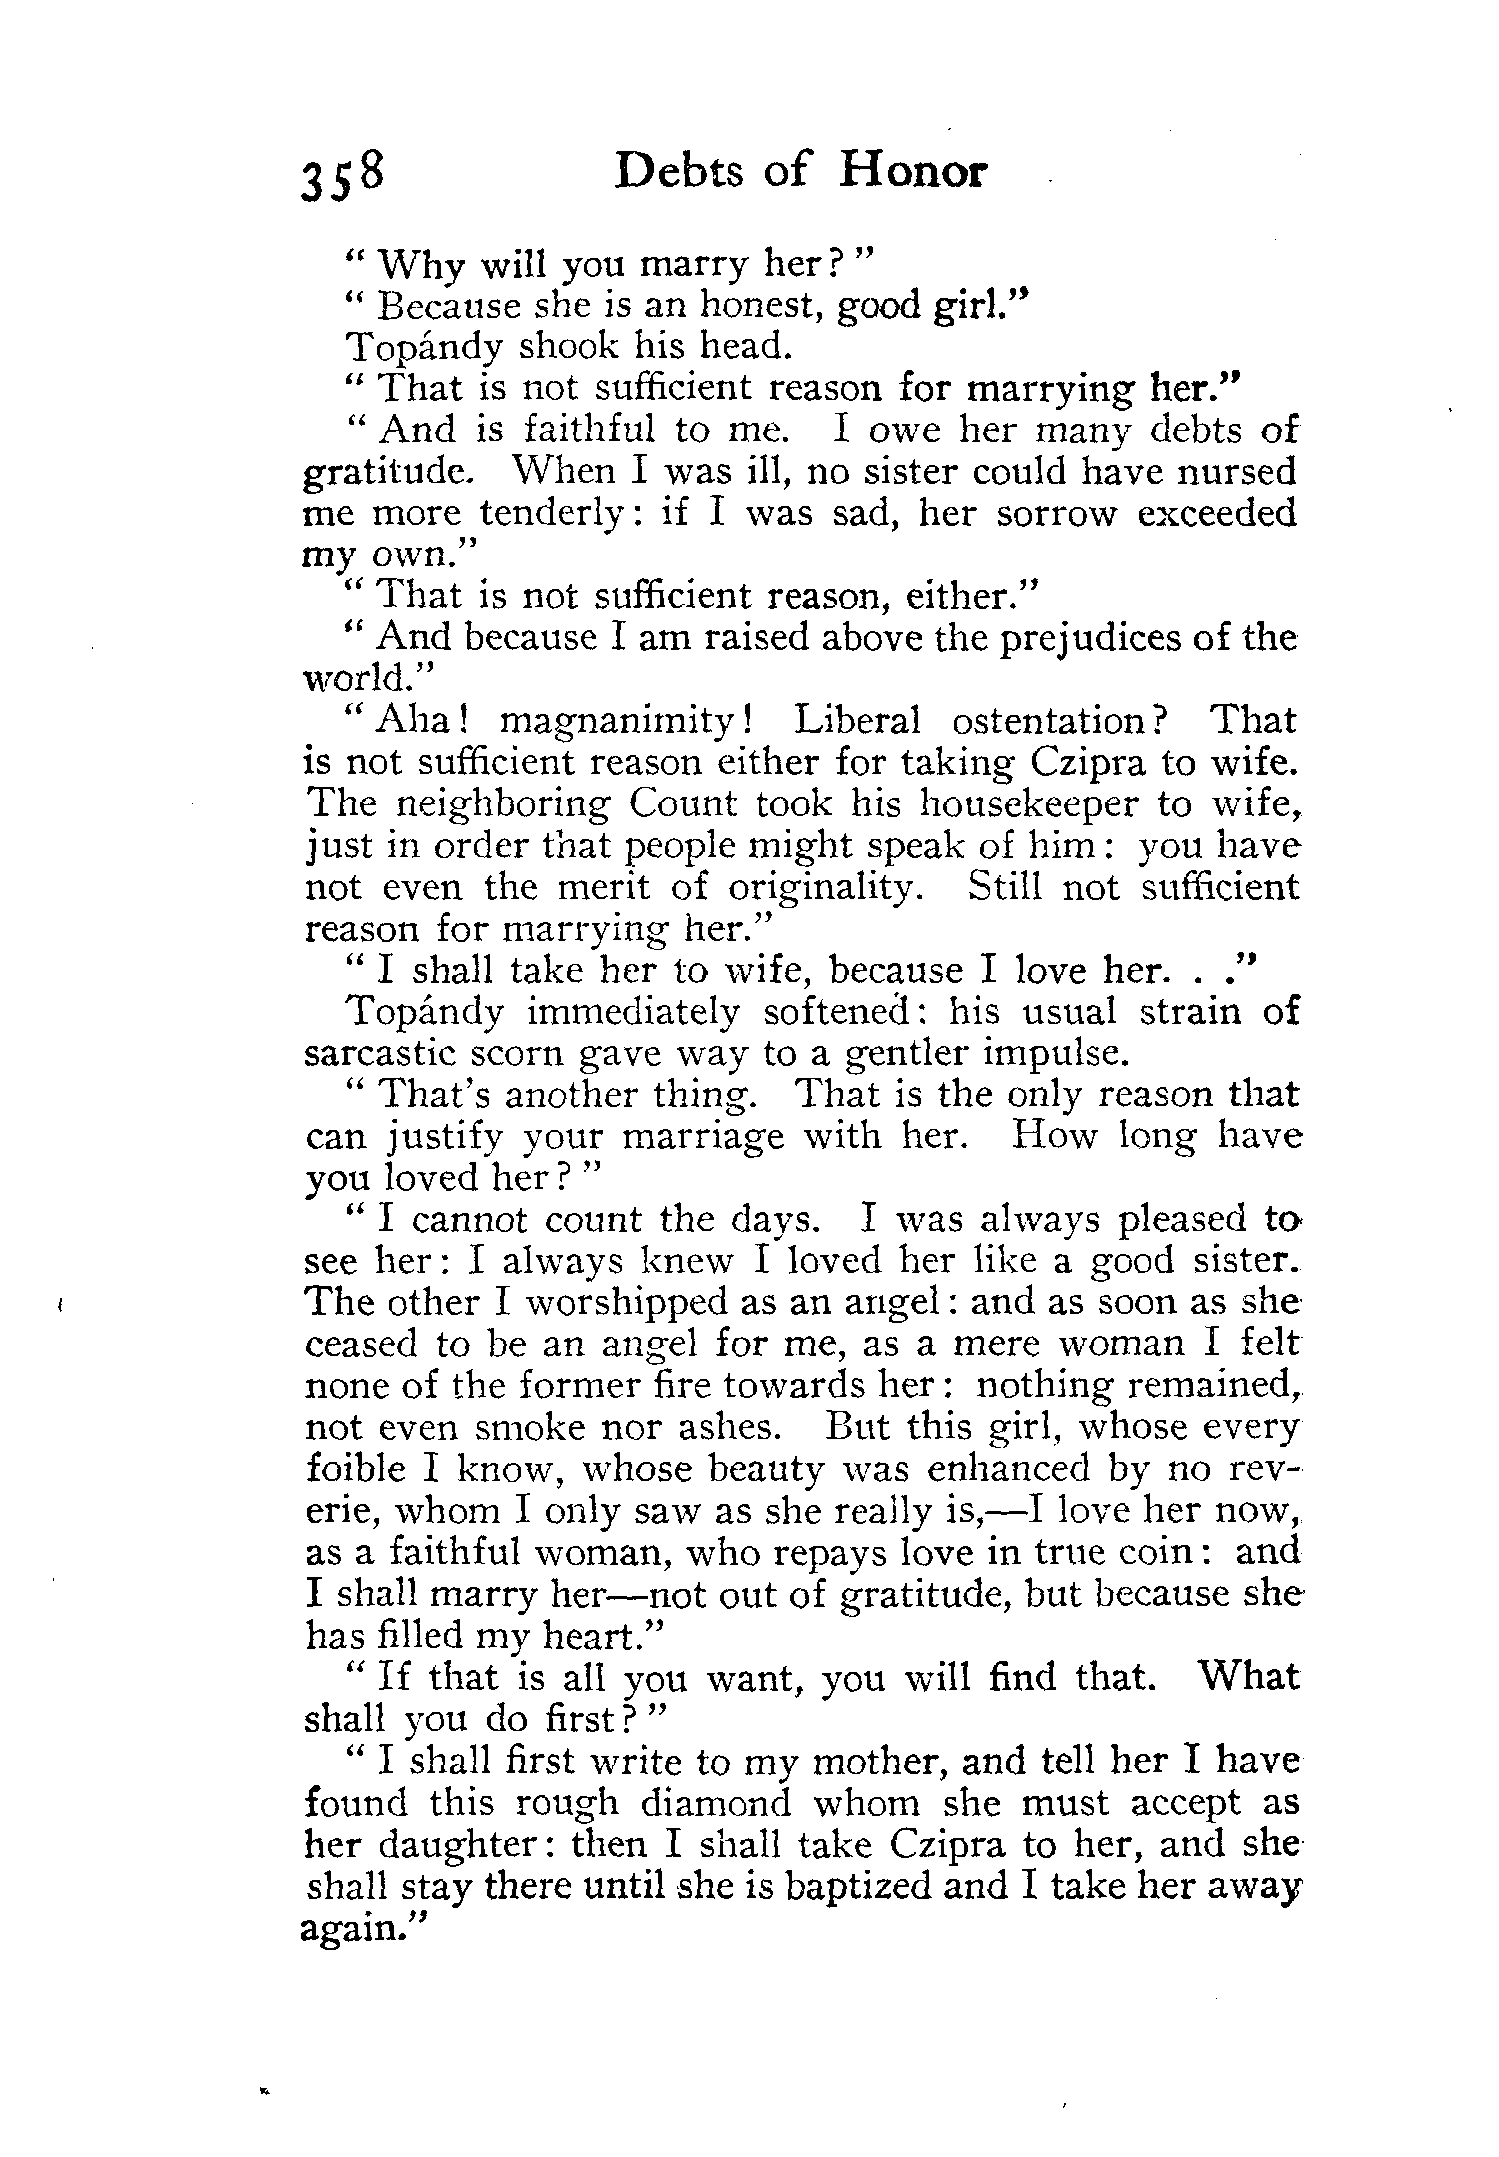 358 Debts of Honor
" Why will you marry her? "
" Because she is an honest, good girl."
Topándy shook his head.
" That is not sufficient reason for marrying her."
" And is faithful to me. I owe her many debts of
gratitude. When I was ill, no sister could have nursed
me more tenderly: if I was sad, her sorrow exceeded
my own."
" That is not sufficient reason, either."
" And because I am raised above the prejudices of the
world."
" Aha! magnanimity! Liberal ostentation? That
is not sufficient reason either for taking Czipra to wife.
The neighboring Count took his housekeeper to wife,
just in order that people might speak of him: you have
not even the merit of originality. Still not sufficient
reason for marrying her."
" I shall take her to wife, because I love her. . ."
Topándy immediately softened: his usual strain of
sarcastic scorn gave way to a gentler impulse.
" That's another thing. That is the only reason that
can justify your marriage with her. How long have
you loved her? "
" I cannot count the days. I was always pleased to
see her: I always knew I loved her like a good sister.
The other I worshipped as an angel: and as soon as she
ceased to be an angel for me, as a mere woman I felt
none of the former fire towards her: nothing remained,
not even smoke nor ashes. But this girl, whose every
foible I know, whose beauty was enhanced by no rev-
erie, whom I only saw as she really is,—I love her now,
as a faithful woman, who repays love in true coin: and
I shall marry her—not out of gratitude, but because she
has filled my heart."
" If that is all you want, you will find that. What
shall you do first? "
" I shall first write to my mother, and tell her I have
found this rough diamond whom she must accept as
her daughter: then I shall take Czipra to her, and she
shall stay there until she is baptized and I take her away
again."